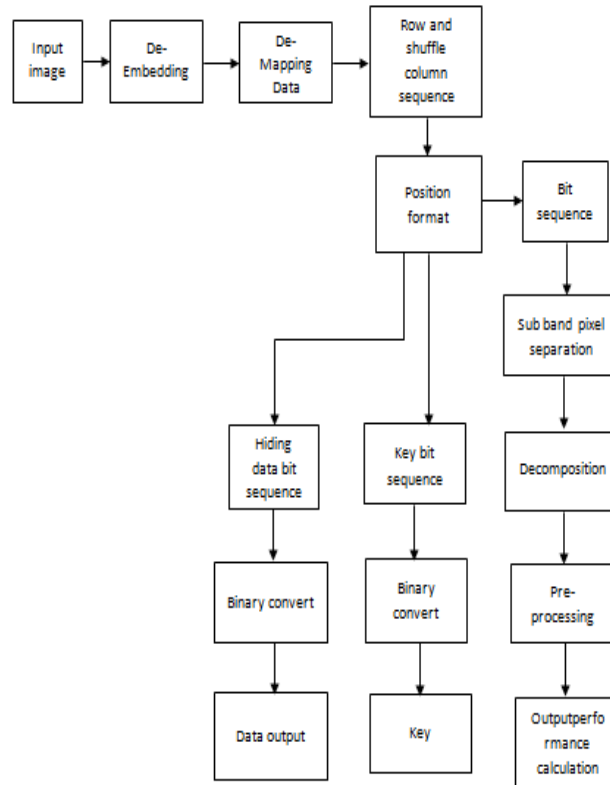 Input
image
De-
Embedding
De-
Mapping
Data
Row and
shuffle
column
sequence
Position
format
Bit
sequence
Sub band pixel
separation
Hiding
data bit
sequence
Key bit
sequence
Decomposition
Binary convert
Binary
convert
Pre-
processing
Data output
Key
Outputperfo
rmance
calculation